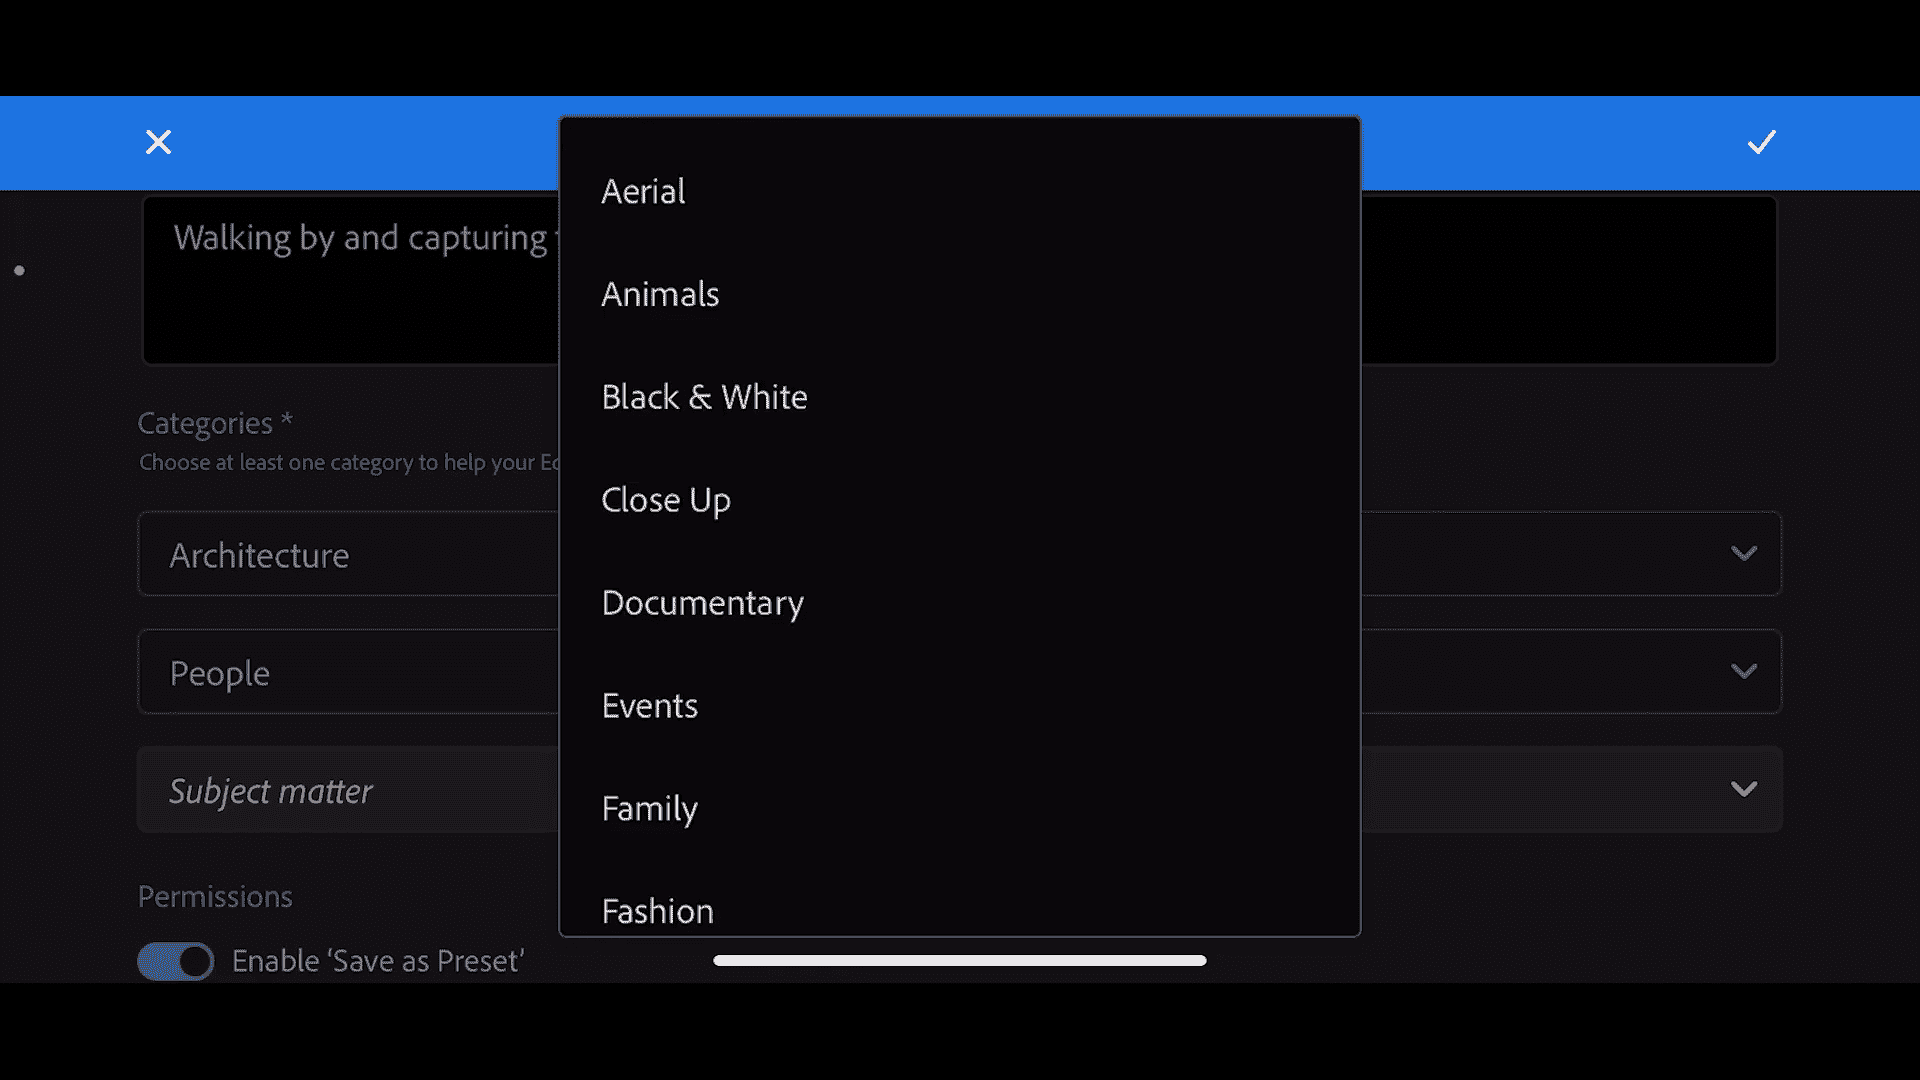 Walking by and capturing
Categories *
Choose at least one category to help your
Architecture
People
Subject matter
Permissions
Enable ‘Save as Preset’
Aerial
Animals
Black & White
Close Up
Documentary
Events
Family
Fashion